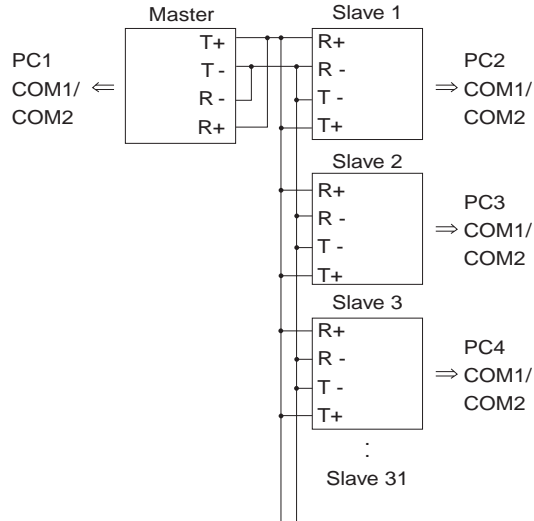 Master
T+
T -
R -
R+
PC1
COM1/
COM2
⇐
Slave 1
R+
R -
T -
T+
PC2
⇒ COM1/
COM2
Slave 2
R+
R -
T -
T+
PC3
⇒ COM1/
COM2
Slave 3
R+
R -
T -
T+
PC4
⇒ COM1/
COM2
:
Slave 31